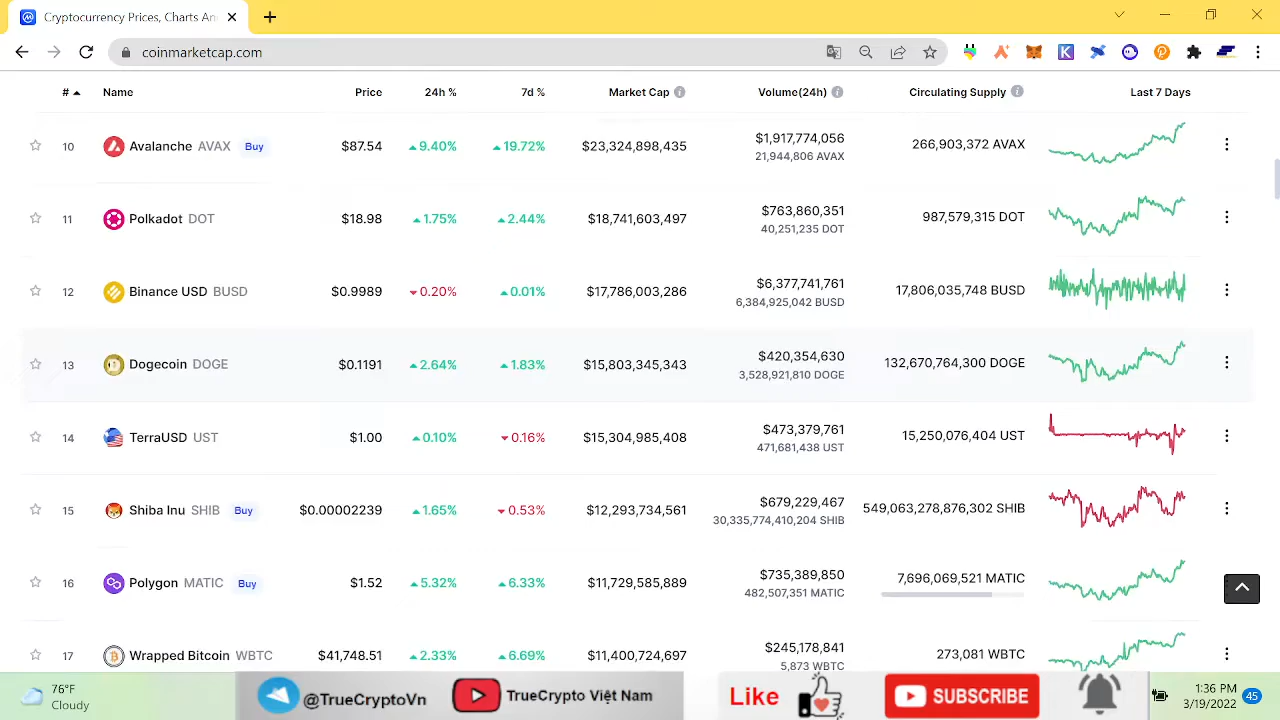 Cryptocurrency Prices, Charts And
coinmarketcap.com
# Name Price 24h % 7d % Market Cap Volume(24h) Circulating Supply Last 7 Days
10 Avalanche AVAX Buy $87.54 9.40% 19.72% $23,324,898,435 $1,917,774,056 266,903,372 AVAX
21,944,806 AVAX
11 Polkadot DOT $18.98 1.75% 2.44% $18,741,603,497 $763,860,351 987,579,315 DOT
40,251,235 DOT
12 Binance USD BUSD $0.9989 0.20% 0.01% $17,786,003,286 $6,377,741,761 17,806,035,748 BUSD
6,384,925,042 BUSD
13 Dogecoin DOGE $0.1191 2.64% 1.83% $15,803,345,343 $420,354,630 132,670,764,300 DOGE
3,528,921,810 DOGE
14 TerraUSD UST $1.00 0.10% 0.16% $15,304,985,408 $473,379,761 15,250,076,404 UST
471,681,438 UST
15 Shiba Inu SHIB Buy $0.00002239 1.65% 0.53% $12,293,734,561 $679,229,467 549,063,278,876,302 SHIB
30,335,774,410,204 SHIB
16 Polygon MATIC Buy $1.52 5.32% 6.33% $11,729,585,889 $735,389,850 7,696,069,521 MATIC
482,507,351 MATIC
17 Wrapped Bitcoin WBTC $41,748.51 2.33% 6.69% $11,400,724,697 $245,178,841 273,081 WBTC
5,873 WBTC
76°F
Cloudy
@TrueCryptoVn
TrueCrypto Việt Nam
Like
SUBSCRIBE
1:36 PM
3/19/2022
45